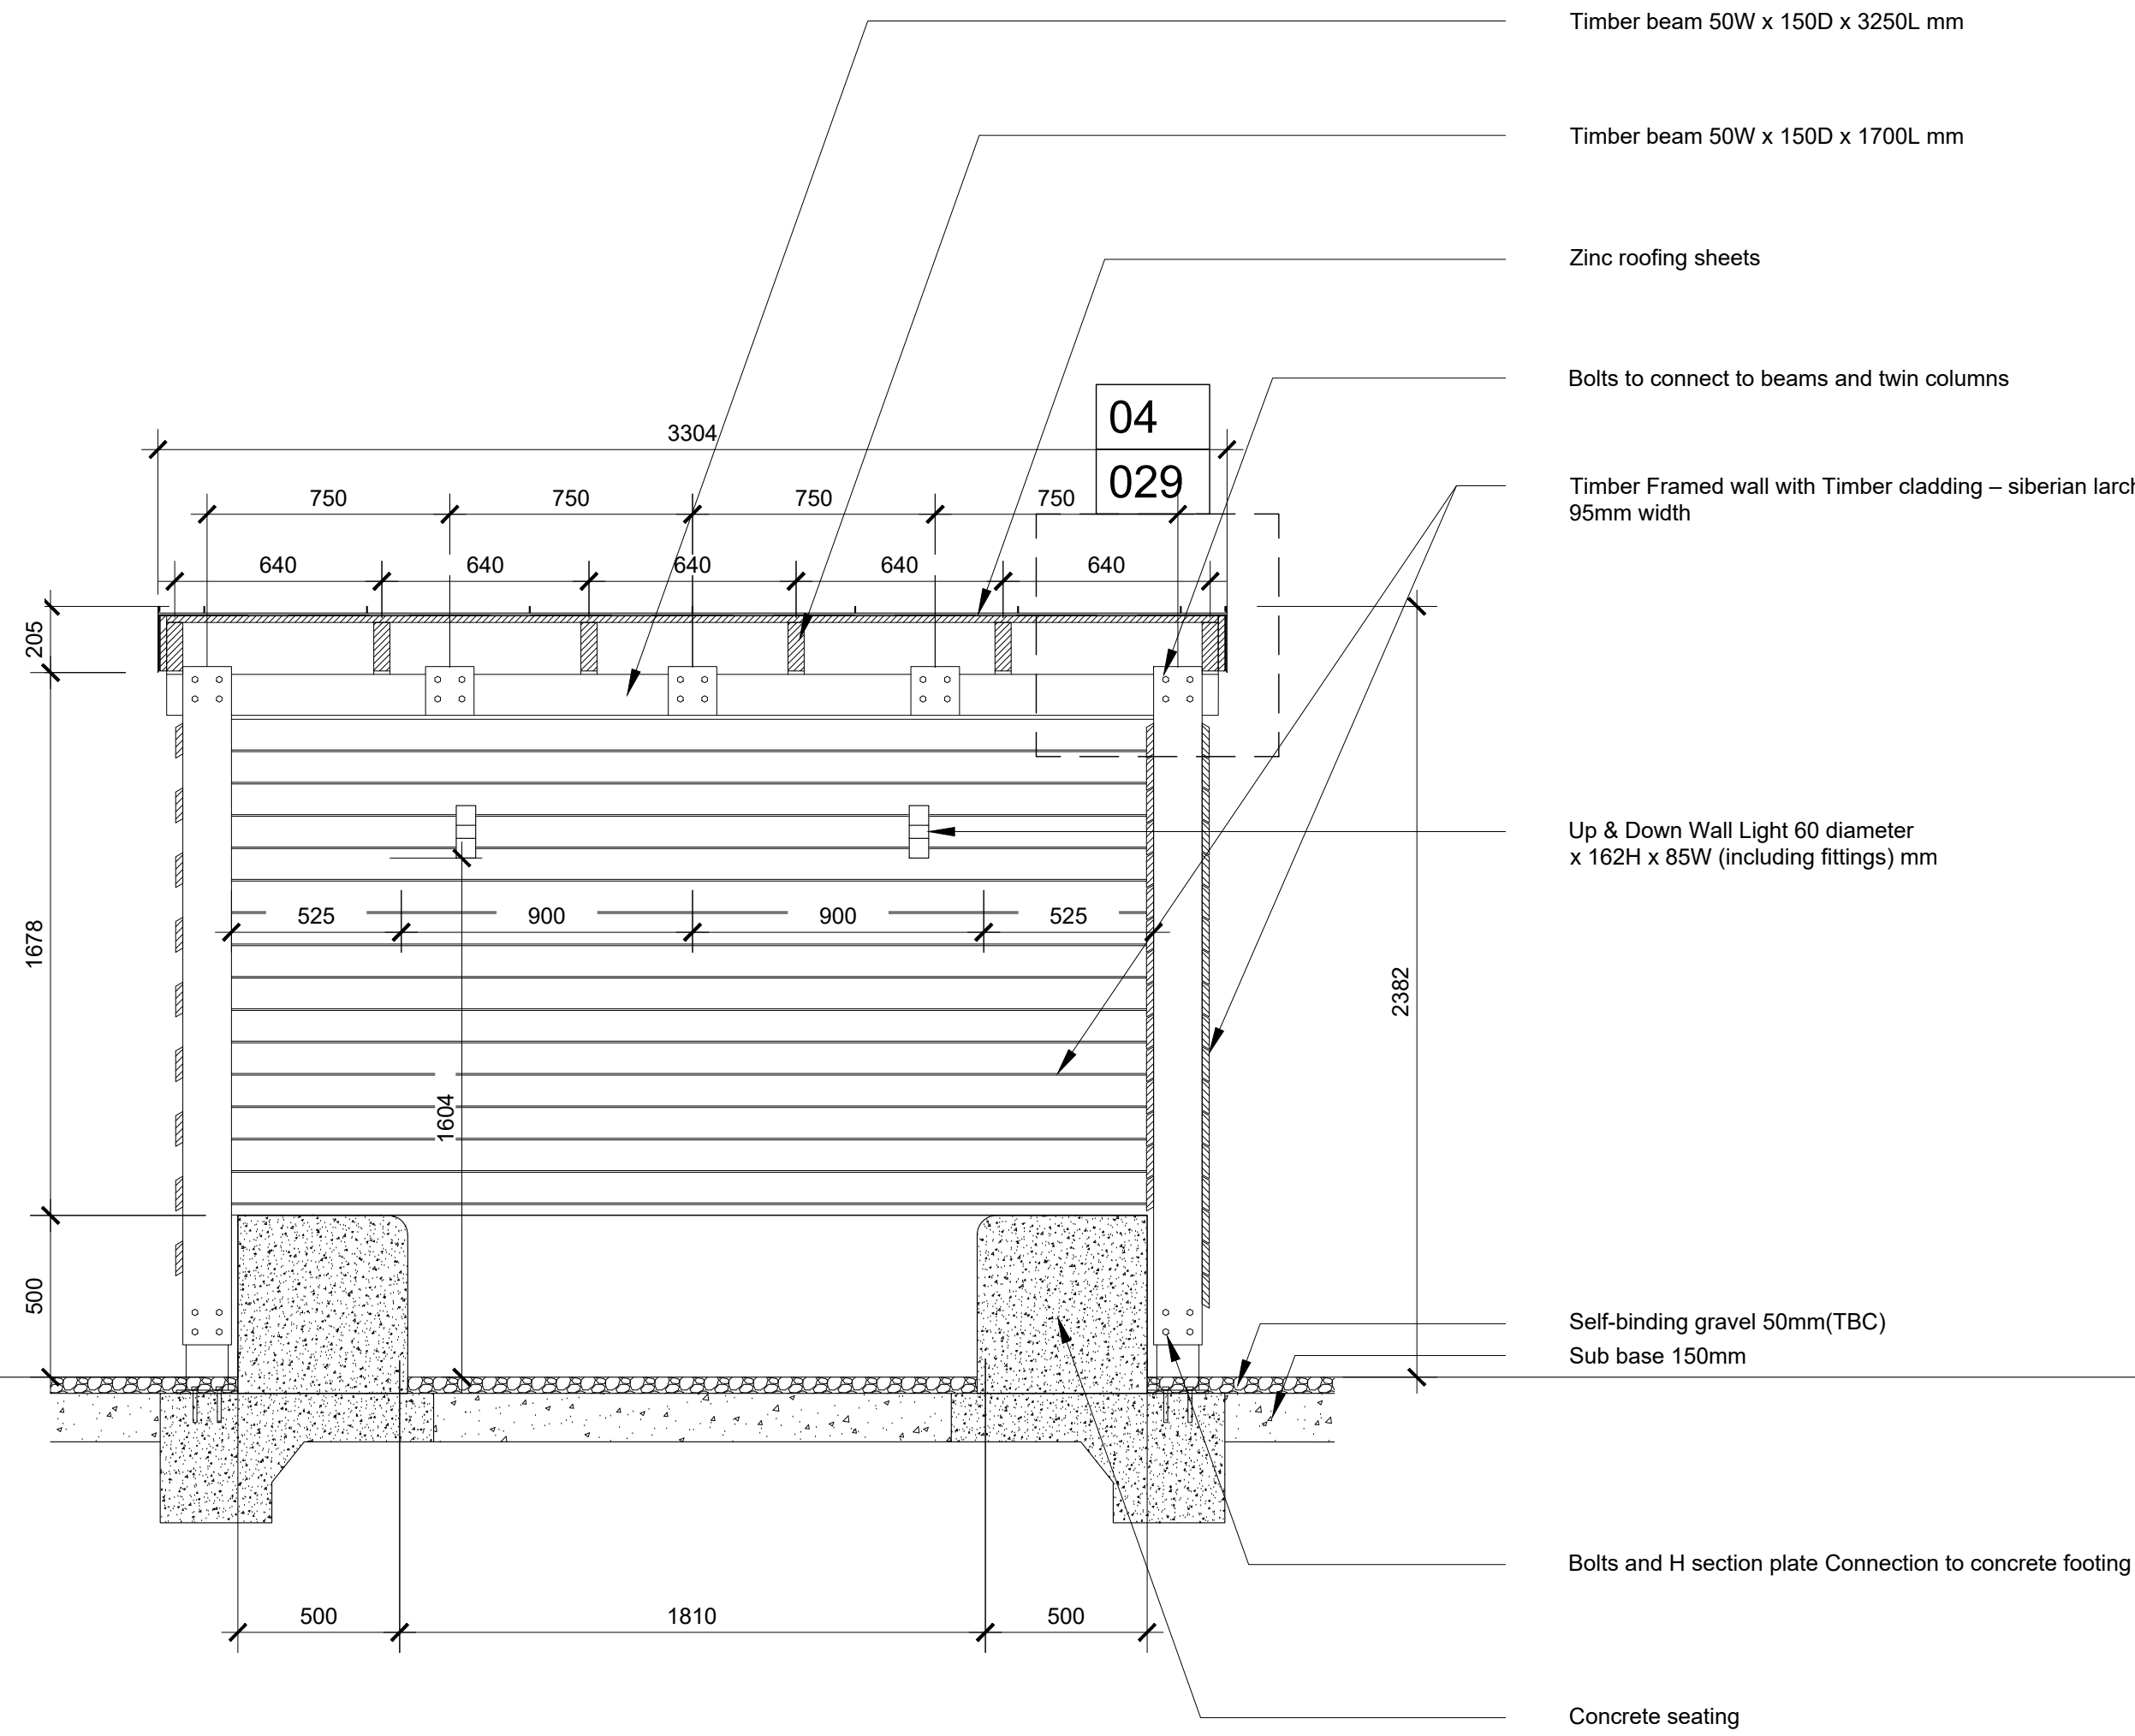 Timber beam 50W x 150D x 3250L mm
Timber beam 50W x 150D x 1700L mm
Zinc roofing sheets
Bolts to connect to beams and twin columns
04
3304
029
Timber Framed wall with Timber cladding – siberian larch
95mm width
750 750 750 750
640 640 640 640 640
205
Up & Down Wall Light 60 diameter
x 162H x 85W (including fittings) mm
525 900 900 525
1678
2382
1604
500
Self-binding gravel 50mm(TBC)
Sub base 150mm
Bolts and H section plate Connection to concrete footing
500 1810 500
Concrete seating